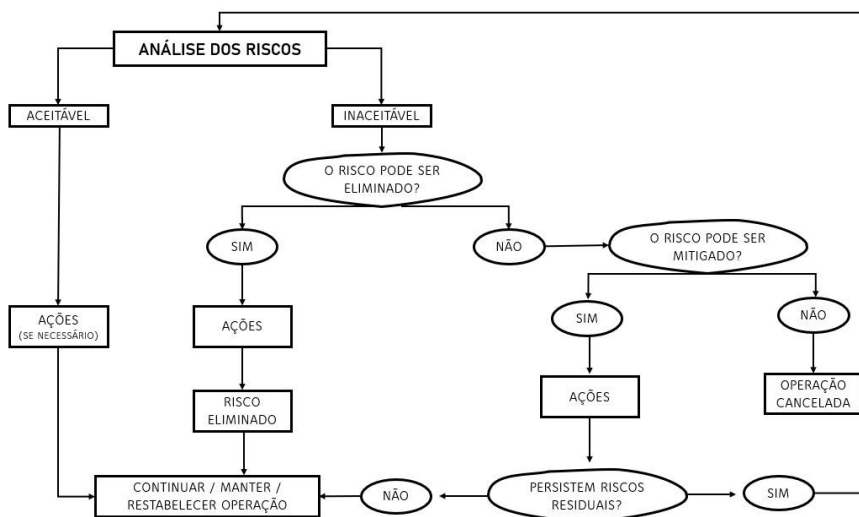 ANÁLISE DOS RISCOS
ACEITÁVEL
INACEITÁVEL
O RISCO PODE SER
ELIMINADO?
SIM
NÃO
O RISCO PODE SER
MITIGADO?
AÇÕES
(SE NECESSÁRIO)
AÇÕES
SIM
NÃO
RISCO
ELIMINADO
AÇÕES
OPERAÇÃO
CANCELADA
CONTINUAR / MANTER /
RESTABELECER OPERAÇÃO
NÃO
PERSISTEM RISCOS
RESIDUAIS?
SIM